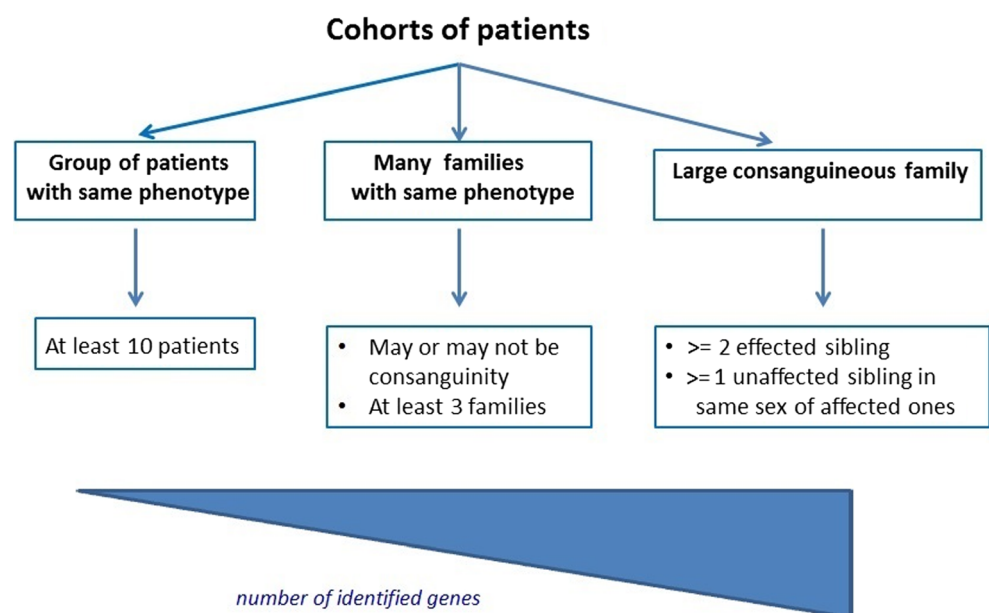 Cohorts of patients
Group of patients
with same phenotype
Many families
with same phenotype
Large consanguineous family
At least 10 patients
• May or may not be
consanguinity
• At least 3 families
• >= 2 effected sibling
• >= 1 unaffected sibling in
same sex of affected ones
number of identified genes